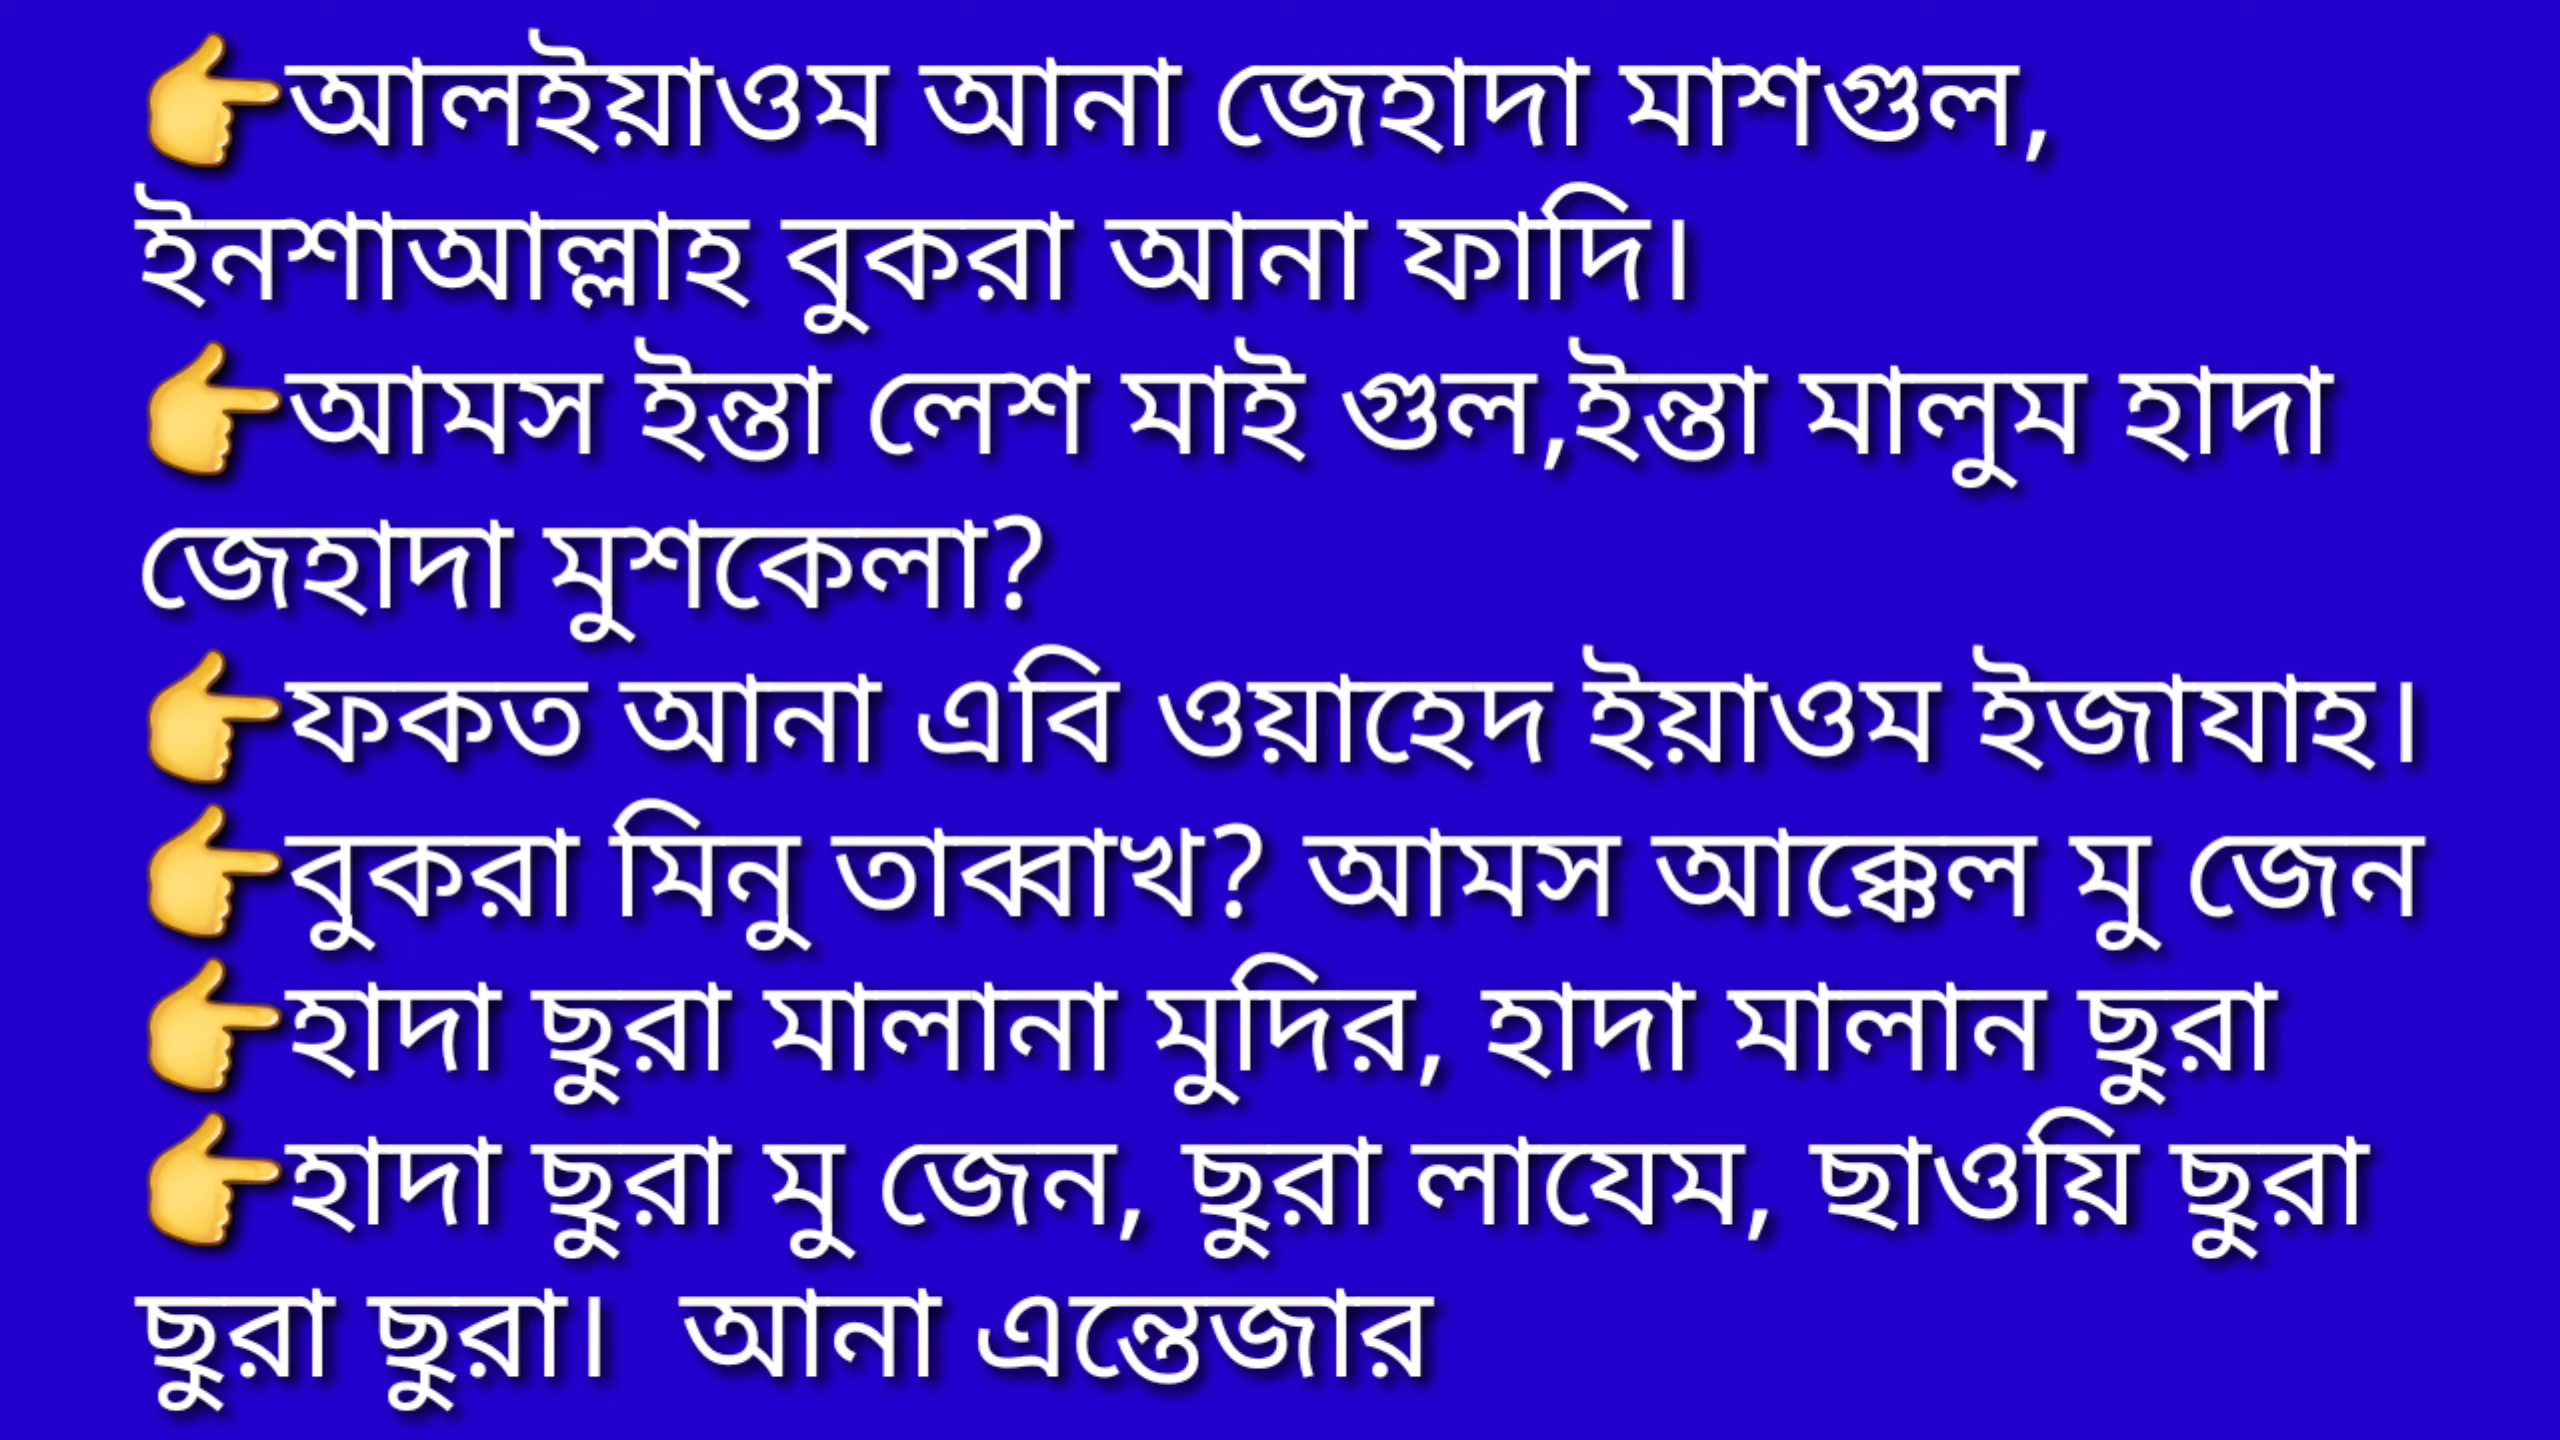 👉আলইয়াওম আনা জেহাদা মাশগুল,
ইনশাআল্লাহ বুকরা আনা ফাদি।
👉আমস ইন্তা লেশ মাই গুল,ইন্তা মালুম হাদা
জেহাদা মুশকেলা?
👉ফকত আনা এবি ওয়াহেদ ইয়াওম ইজাযাহ।
👉বুকরা মিনু তাব্বাখ? আমস আক্কেল মু জেন
👉হাদা ছুরা মালানা মুদির, হাদা মালান ছুরা
👉হাদা ছুরা মু জেন, ছুরা লাযেম, ছাওয়ি ছুরা
ছুরা ছুরা। আনা এন্তেজার